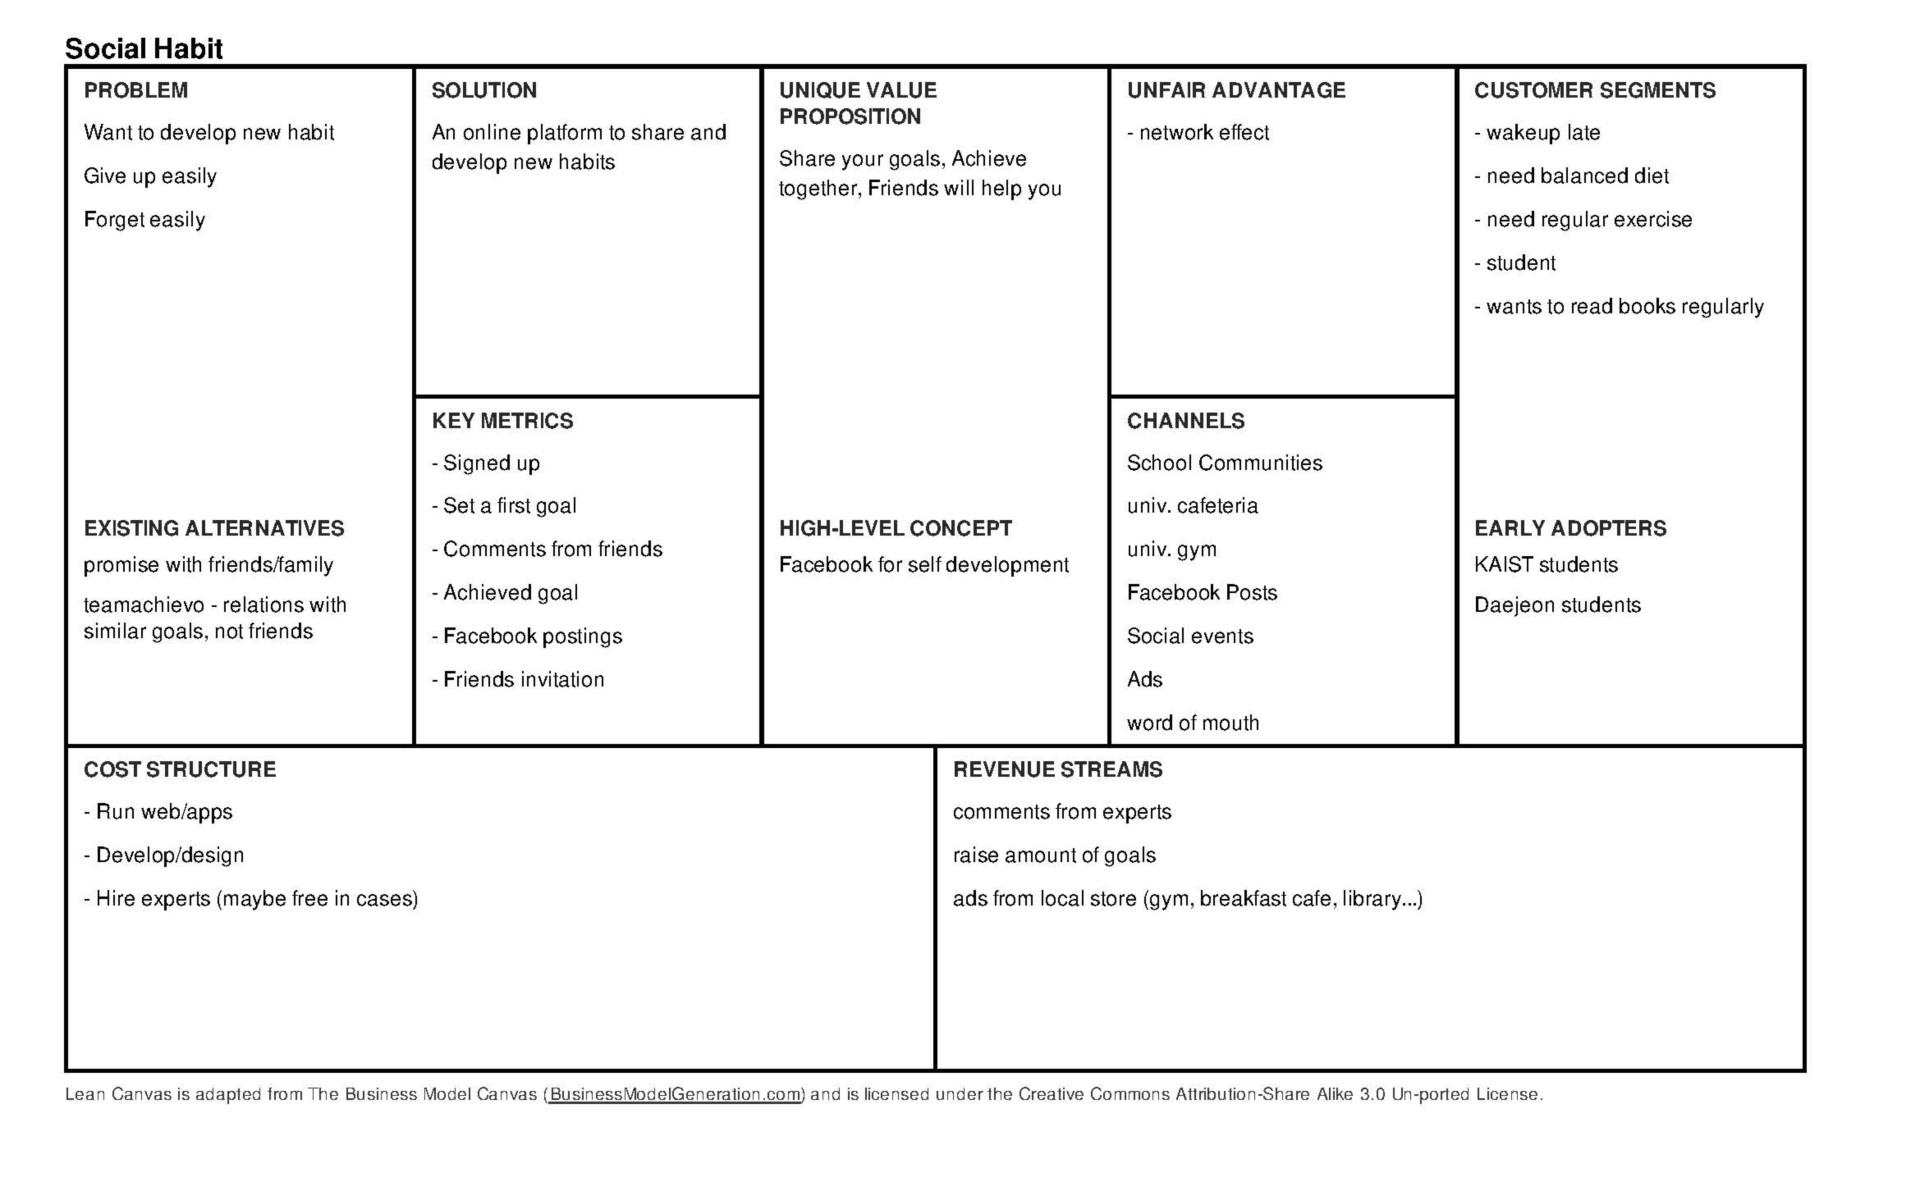 Social Habit
PROBLEM
Want to develop new habit
Give up easily
Forget easily
EXISTING ALTERNATIVES
promise with friends/family
teamachievo - relations with
similar goals, not friends
SOLUTION
An online platform to share and
develop new habits
KEY METRICS
- Signed up
- Set a first goal
- Comments from friends
- Achieved goal
- Facebook postings
- Friends invitation
UNIQUE VALUE
PROPOSITION
Share your goals, Achieve
together, Friends will help you
HIGH-LEVEL CONCEPT
Facebook for self development
UNFAIR ADVANTAGE
- network effect
CHANNELS
School Communities
univ. cafeteria
univ. gym
Facebook Posts
Social events
Ads
word of mouth
CUSTOMER SEGMENTS
- wakeup late
- need balanced diet
- need regular exercise
- student
- wants to read books regularly
EARLY ADOPTERS
KAIST students
Daejeon students
COST STRUCTURE
- Run web/apps
- Develop/design
- Hire experts (maybe free in cases)
REVENUE STREAMS
comments from experts
raise amount of goals
ads from local store (gym, breakfast cafe, library...)
Lean Canvas is adapted from The Business Model Canvas (BusinessModelGeneration.com) and is licensed under the Creative Commons Attribution-Share Alike 3.0 Un-ported License.